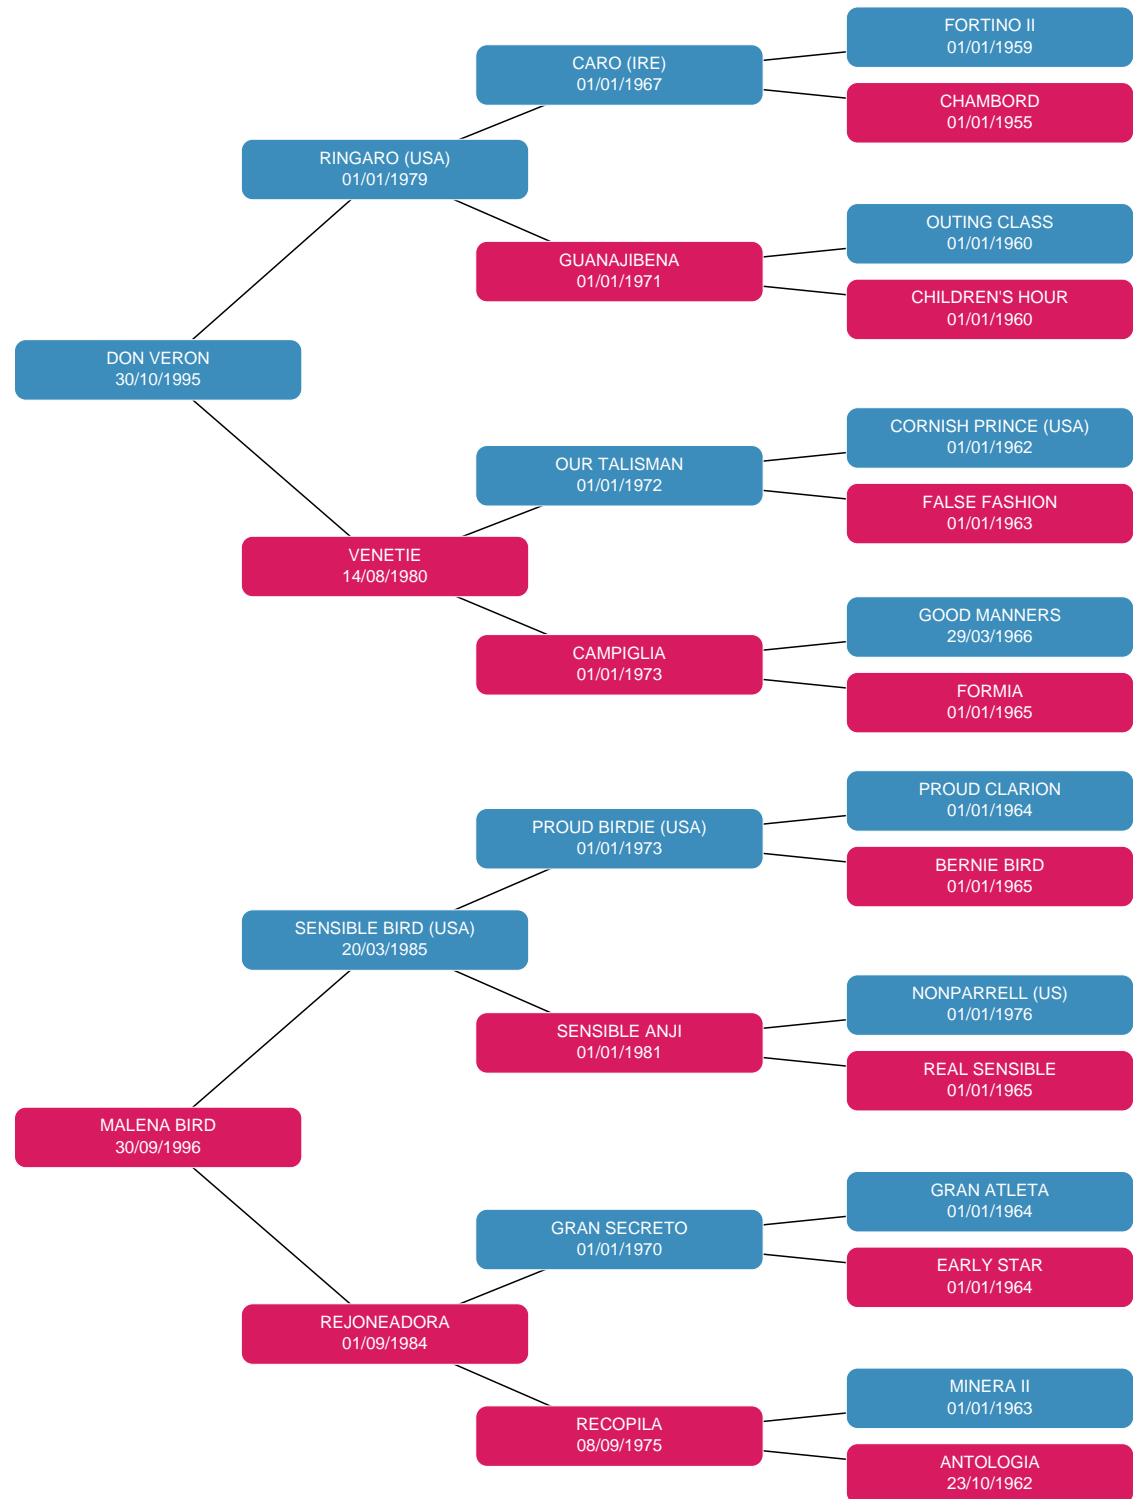 FORTINO II
01/01/1959
CARO (IRE)
01/01/1967
CHAMBORD
01/01/1955
RINGARO (USA)
01/01/1979
OUTING CLASS
01/01/1960
GUANAJIBENA
01/01/1971
CHILDREN'S HOUR
01/01/1960
DON VERON
30/10/1995
CORNISH PRINCE (USA)
01/01/1962
OUR TALISMAN
01/01/1972
FALSE FASHION
01/01/1963
VENETIE
14/08/1980
GOOD MANNERS
29/03/1966
CAMPIGLIA
01/01/1973
FORMIA
01/01/1965
PROUD CLARION
01/01/1964
PROUD BIRDIE (USA)
01/01/1973
BERNIE BIRD
01/01/1965
SENSIBLE BIRD (USA)
20/03/1985
NONPARRELL (US)
01/01/1976
SENSIBLE ANJI
01/01/1981
REAL SENSIBLE
01/01/1965
MALENA BIRD
30/09/1996
GRAN ATLETA
01/01/1964
GRAN SECRETO
01/01/1970
EARLY STAR
01/01/1964
REJONEADORA
01/09/1984
MINERA II
01/01/1963
RECOPILA
08/09/1975
ANTOLOGIA
23/10/1962